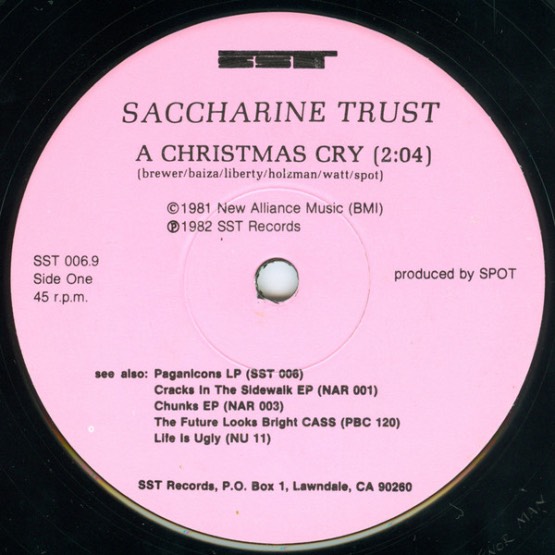 SST
SACCHARINE TRUST
A CHRISTMAS CRY (2:04)
(brewer/baiza/liberty/holzman/watt/spot)
©1981 New Alliance Music (BMI)
℗1982 SST Records
SST 006.9
Side One
45 r.p.m.
produced by SPOT
see also: Paganicons LP (SST 006)
Cracks In The Sidewalk EP (NAR 001)
Chunks EP (NAR 003)
The Future Looks Bright CASS (PBC 120)
Life Is Ugly (NU 11)
SST Records, P.O. Box 1, Lawndale, CA 90260